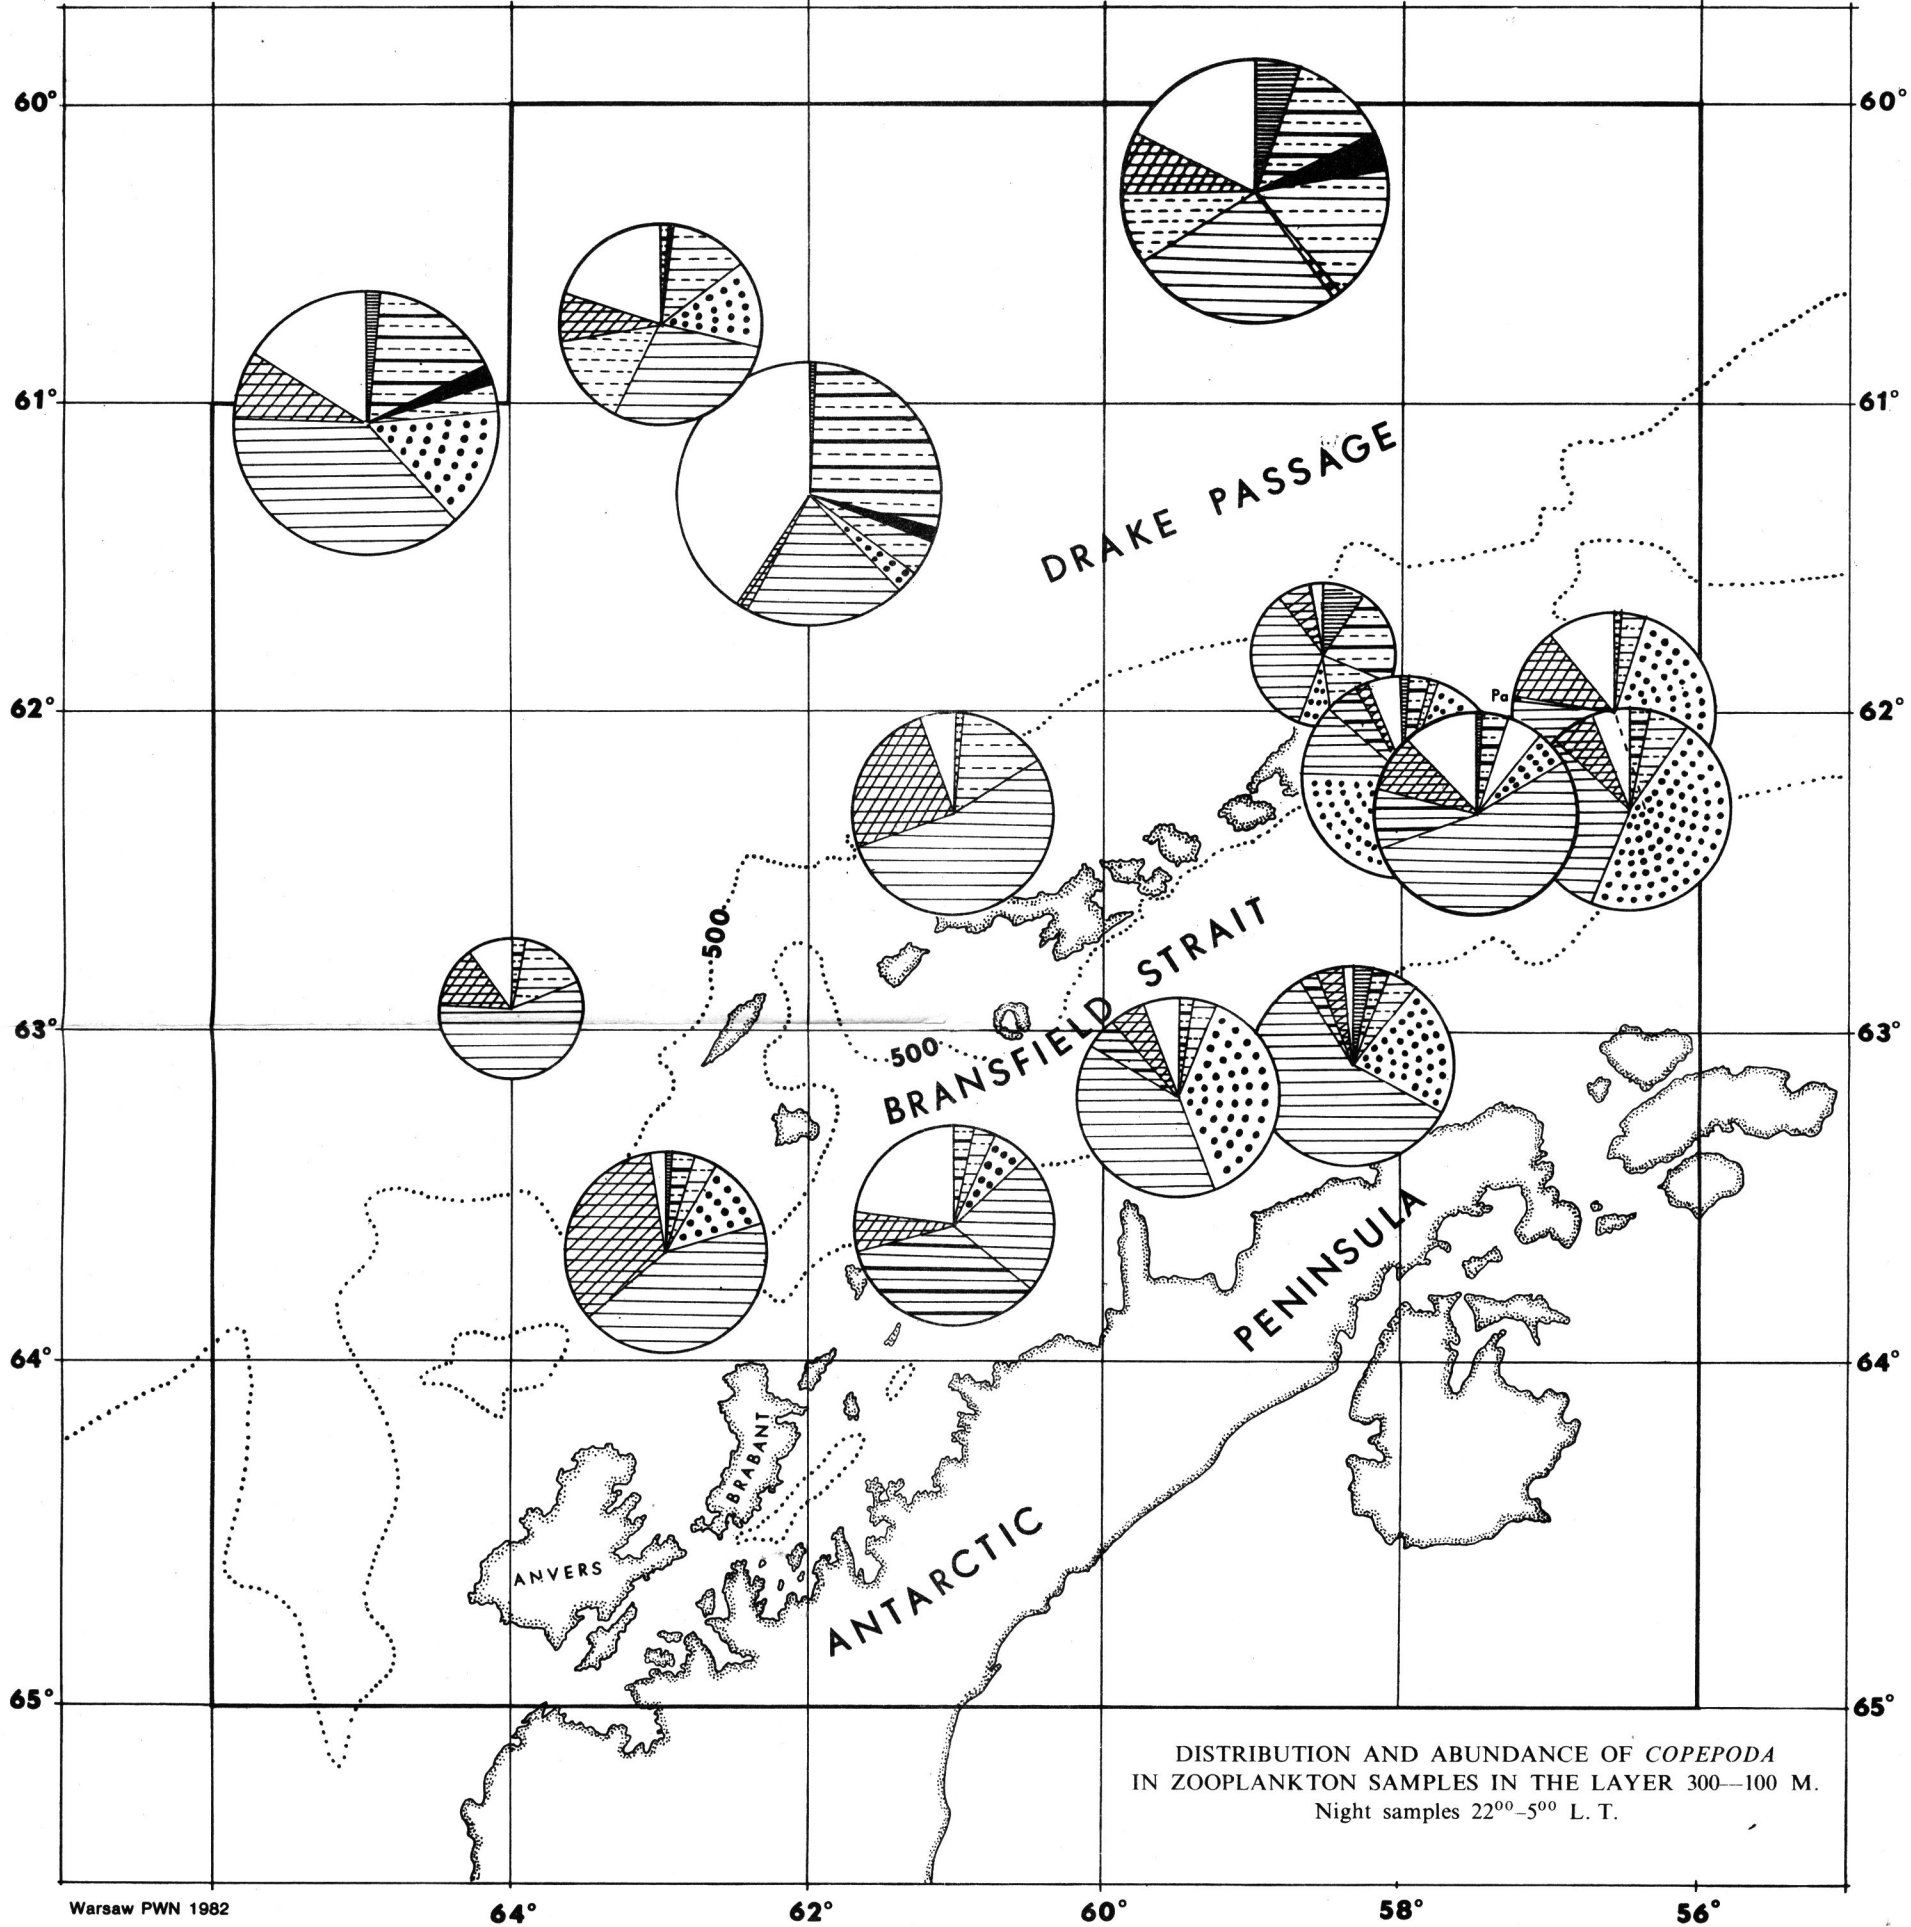 60°
60°
61°
61°
DRAKE PASSAGE
Pa
62°
62°
500
BRANSFIELD STRAIT
63°
63°
500
PENINSULA
64°
64°
BRABANT
ANVERS
ANTARCTIC
65°
65°
DISTRIBUTION AND ABUNDANCE OF COPEPODA
IN ZOOPLANKTON SAMPLES IN THE LAYER 300—100 M.
Night samples 22⁰⁰–5⁰⁰ L. T.
Warsaw PWN 1982
64°
62°
60°
58°
56°